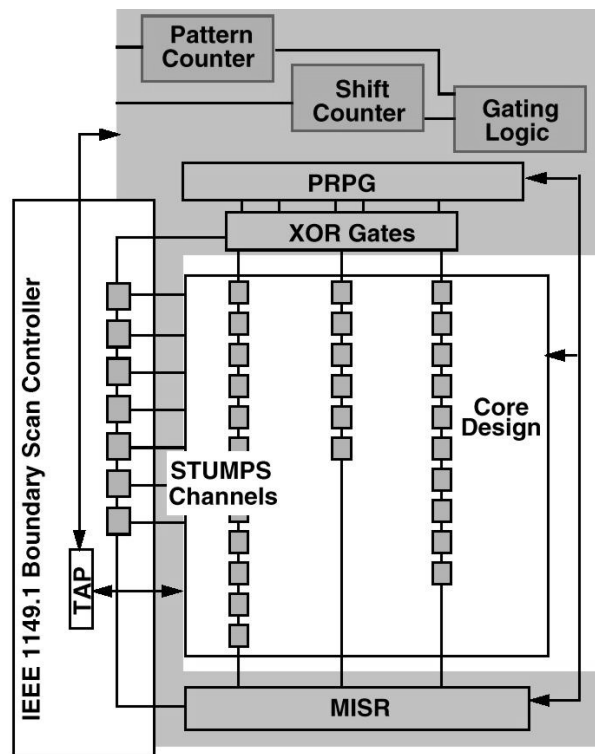 Pattern
Counter
Shift
Counter
Gating
Logic
PRPG
XOR Gates
IEEE 1149.1 Boundary Scan Controller
TAP
STUMPS
Channels
Core
Design
MISR